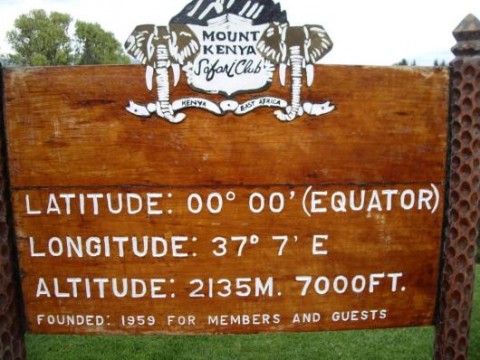 MOUNT
KENYA
Safari Club
KENYA EAST AFRICA
LATITUDE: 00° 00' (EQUATOR)
LONGITUDE: 37° 7' E
ALTITUDE: 2135M. 7000FT.
FOUNDED: 1959 FOR MEMBERS AND GUESTS